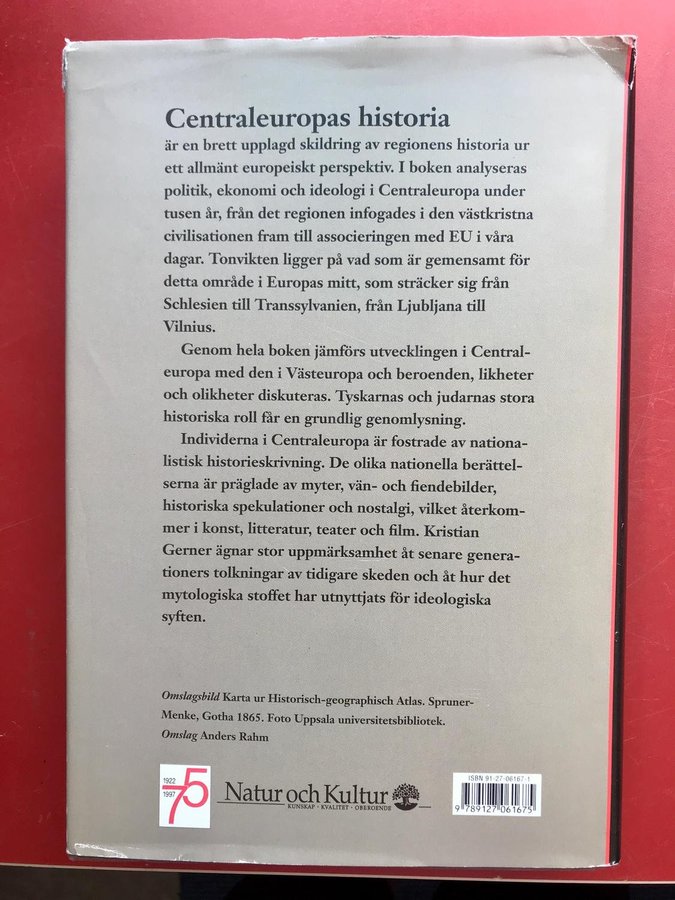 Centraleuropas historia
är en brett upplagd skildring av regionens historia ur
ett allmänt europeiskt perspektiv. I boken analyseras
politik, ekonomi och ideologi i Centraleuropa under
tusen år, från det regionen infogades i den västkristna
civilisationen fram till associeringen med EU i våra
dagar. Tonvikten ligger på vad som är gemensamt för
detta område i Europas mitt, som sträcker sig från
Schlesien till Transsylvanien, från Ljubljana till
Vilnius.
Genom hela boken jämförs utvecklingen i Central-
europa med den i Västeuropa och beroenden, likheter
och olikheter diskuteras. Tyskarnas och judarnas stora
historiska roll får en grundlig genomlysning.
Individerna i Centraleuropa är fostrade av nationa-
listisk historieskrivning. De olika nationella berättel-
serna är präglade av myter, vän- och fiendebilder,
historiska spekulationer och nostalgi, vilket återkom-
mer i konst, litteratur, teater och film. Kristian
Gerner ägnar stor uppmärksamhet åt senare genera-
tioners tolkningar av tidigare skeden och åt hur det
mytologiska stoffet har utnyttjats för ideologiska
syften.
Omslagsbild Karta ur Historisch-geographisch Atlas. Spruner-
Menke, Gotha 1865. Foto Uppsala universitetsbibliotek.
Omslag Anders Rahm
1922
1997
75
Natur och Kultur
KUNSKAP · KVALITET · OBEROENDE
ISBN 91-27-06167-1
9 789127 061675